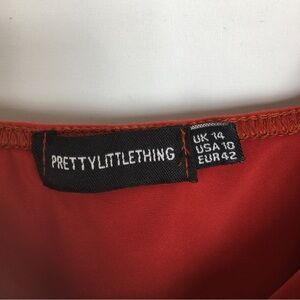 PRETTYLITTLETHING
UK 14
USA 10
EUR 42